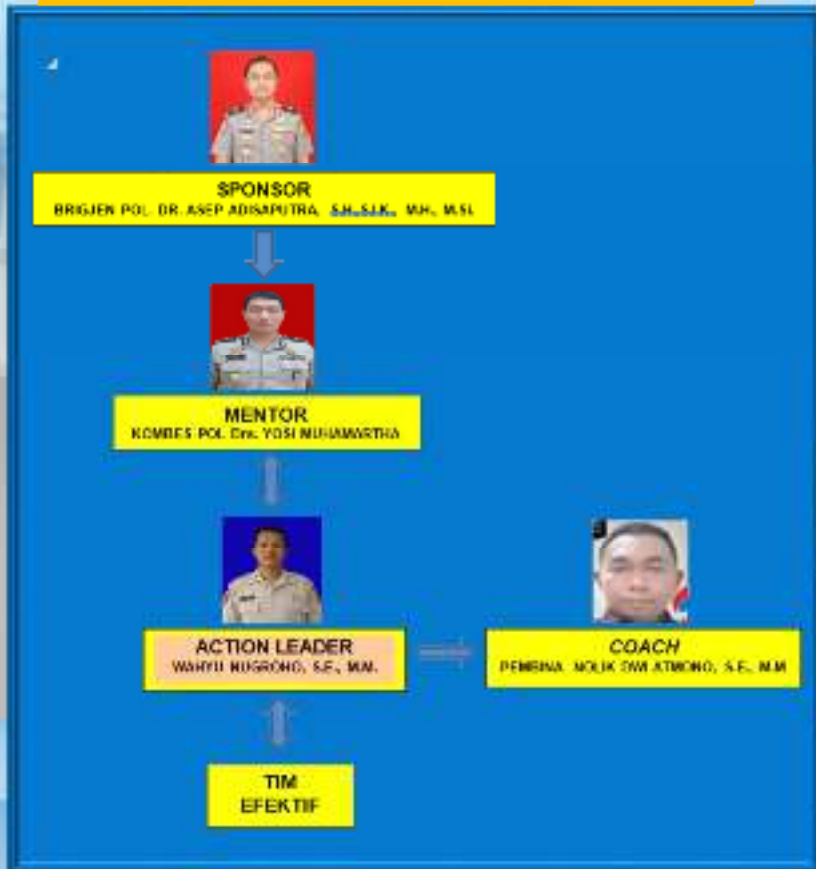 SPONSOR
BRIGJEN POL. DR. ASEP ADISAPUTRA, S.H., S.I.K., M.H., M.SI.
MENTOR
KOMBES POL Drs. YOSI MUHAMARTHA
ACTION LEADER
WAHYU NUGROHO, S.E., M.M.
COACH
PEMBINA NOLIK DWI ATMONO, S.E., M.M
TIM
EFEKTIF